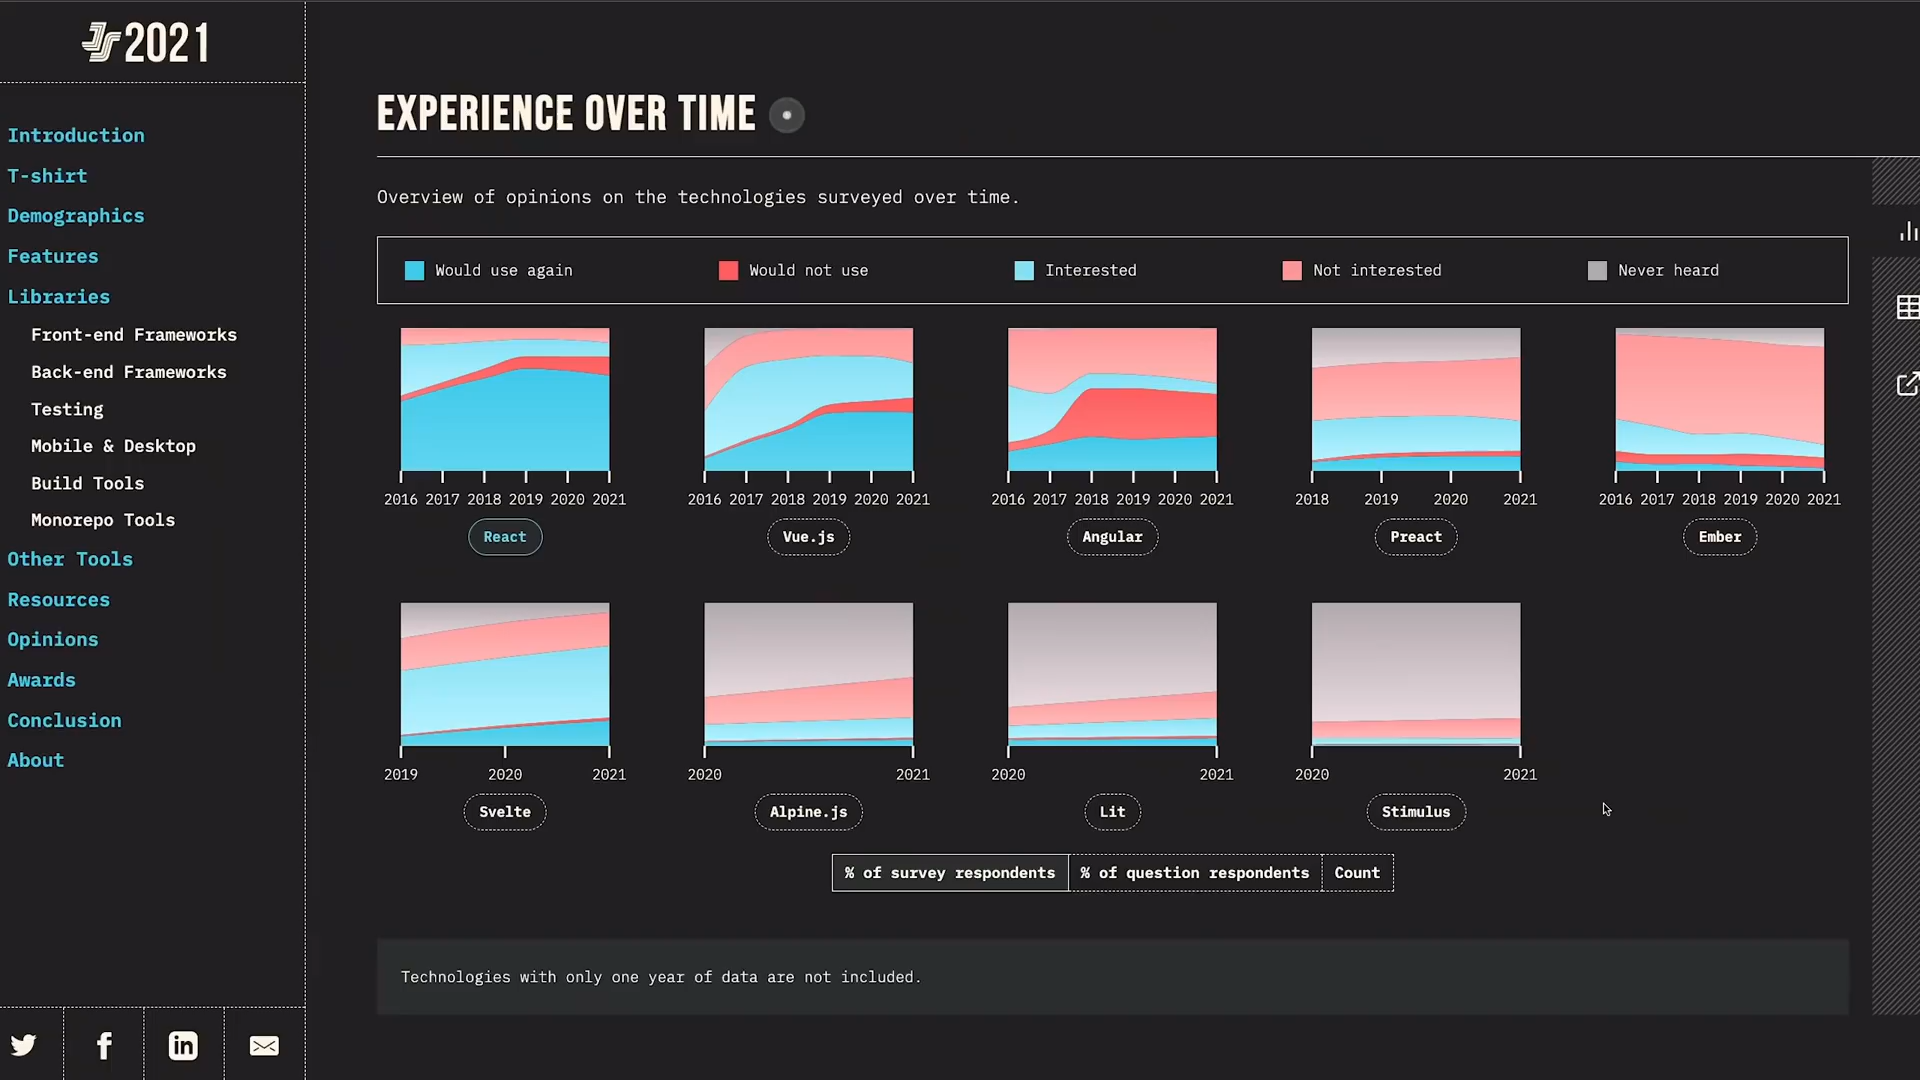 JS 2021
Introduction
T-shirt
Demographics
Features
Libraries
Front-end Frameworks
Back-end Frameworks
Testing
Mobile & Desktop
Build Tools
Monorepo Tools
Other Tools
Resources
Opinions
Awards
Conclusion
About
EXPERIENCE OVER TIME
Overview of opinions on the technologies surveyed over time.
Would use again Would not use Interested Not interested Never heard
2016 2017 2018 2019 2020 2021
React
2016 2017 2018 2019 2020 2021
Vue.js
2016 2017 2018 2019 2020 2021
Angular
2018 2019 2020 2021
Preact
2016 2017 2018 2019 2020 2021
Ember
2019 2020 2021
Svelte
2020 2021
Alpine.js
2020 2021
Lit
2020 2021
Stimulus
% of survey respondents % of question respondents Count
Technologies with only one year of data are not included.